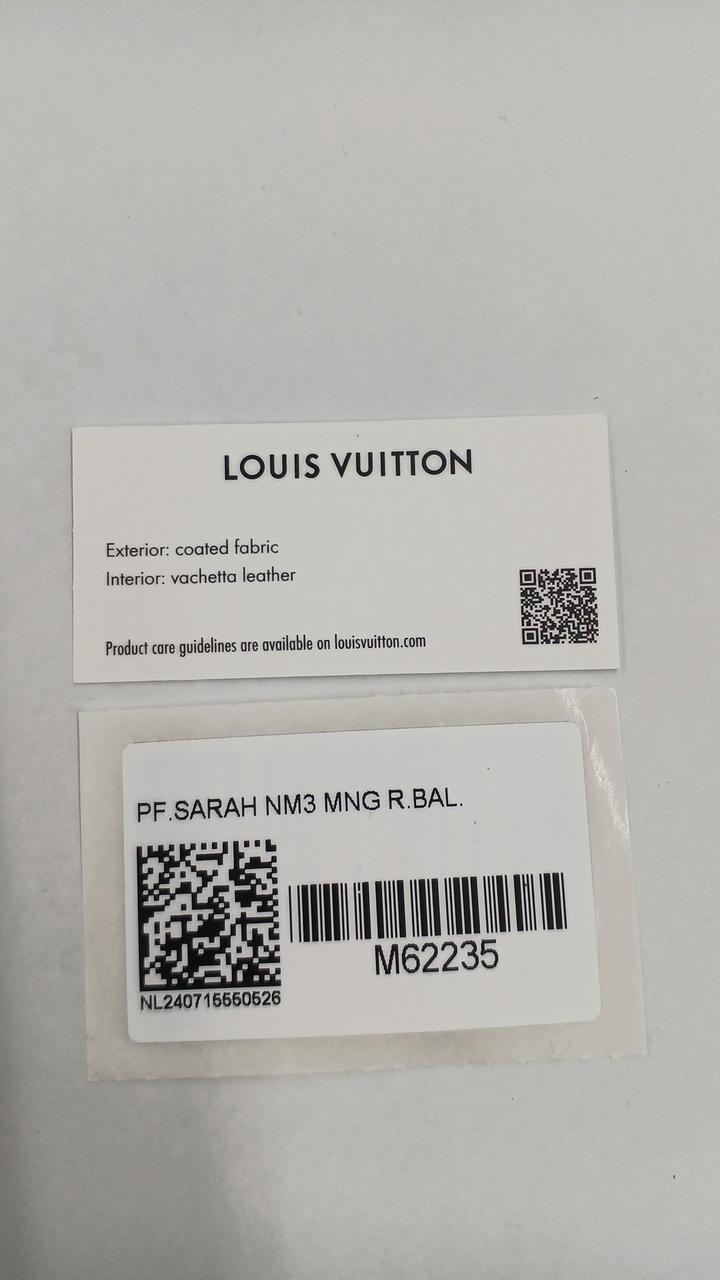 LOUIS VUITTON
Exterior: coated fabric
Interior: vachetta leather
Product care guidelines are available on louisvuitton.com
PF.SARAH NM3 MNG R.BAL.
M62235
NL240715550526